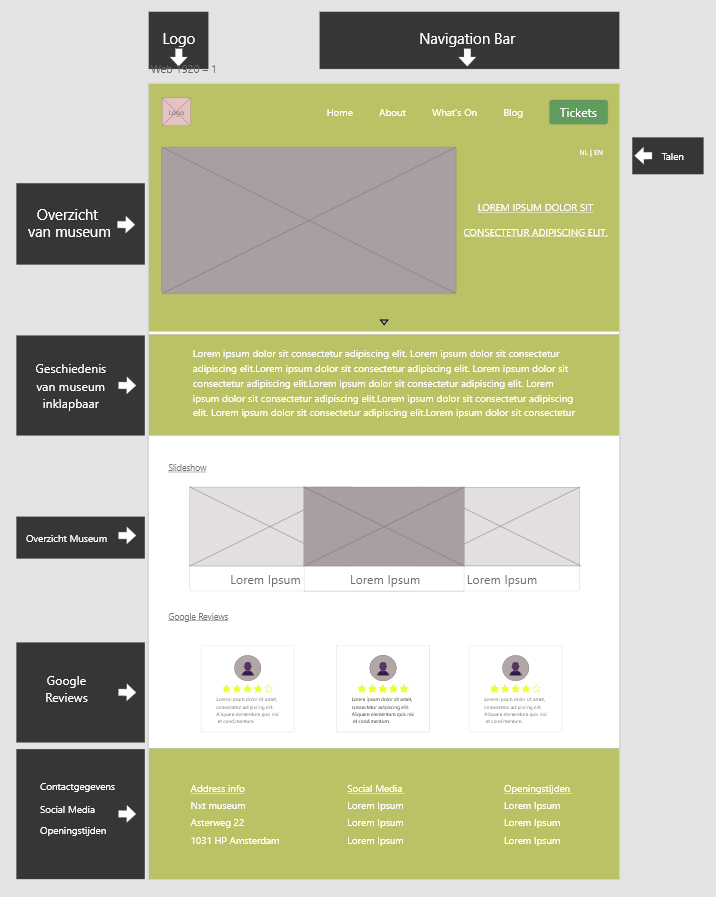 Logo
Navigation Bar
Web 1920 – 1
Logo
Home
About
What's On
Blog
Tickets
NL | EN
Talen
Overzicht
van museum
LOREM IPSUM DOLOR SIT
CONSECTETUR ADIPISCING ELIT.
Geschiedenis
van museum
inklapbaar
Lorem ipsum dolor sit consectetur adipiscing elit. Lorem ipsum dolor sit consectetur
adipiscing elit.Lorem ipsum dolor sit consectetur adipiscing elit. Lorem ipsum dolor sit
consectetur adipiscing elit.Lorem ipsum dolor sit consectetur adipiscing elit. Lorem
ipsum dolor sit consectetur adipiscing elit.Lorem ipsum dolor sit consectetur adipiscing
elit. Lorem ipsum dolor sit consectetur adipiscing elit.Lorem ipsum dolor sit consectetur
Slideshow
Overzicht Museum
Lorem Ipsum
Lorem Ipsum
Lorem Ipsum
Google Reviews
Google
Reviews
Lorem ipsum dolor sit amet,
consectetur adipiscing elit.
Aliquam elementum quis nisi
et condimentum.
Lorem ipsum dolor sit amet,
consectetur adipiscing elit.
Aliquam elementum quis nisi
et condimentum.
Lorem ipsum dolor sit amet,
consectetur adipiscing elit.
Aliquam elementum quis nisi
et condimentum.
Contactgegevens
Social Media
Openingstijden
Address info
Nxt museum
Asterweg 22
1031 HP Amsterdam
Social Media
Lorem Ipsum
Lorem Ipsum
Lorem Ipsum
Openingstijden
Lorem Ipsum
Lorem Ipsum
Lorem Ipsum